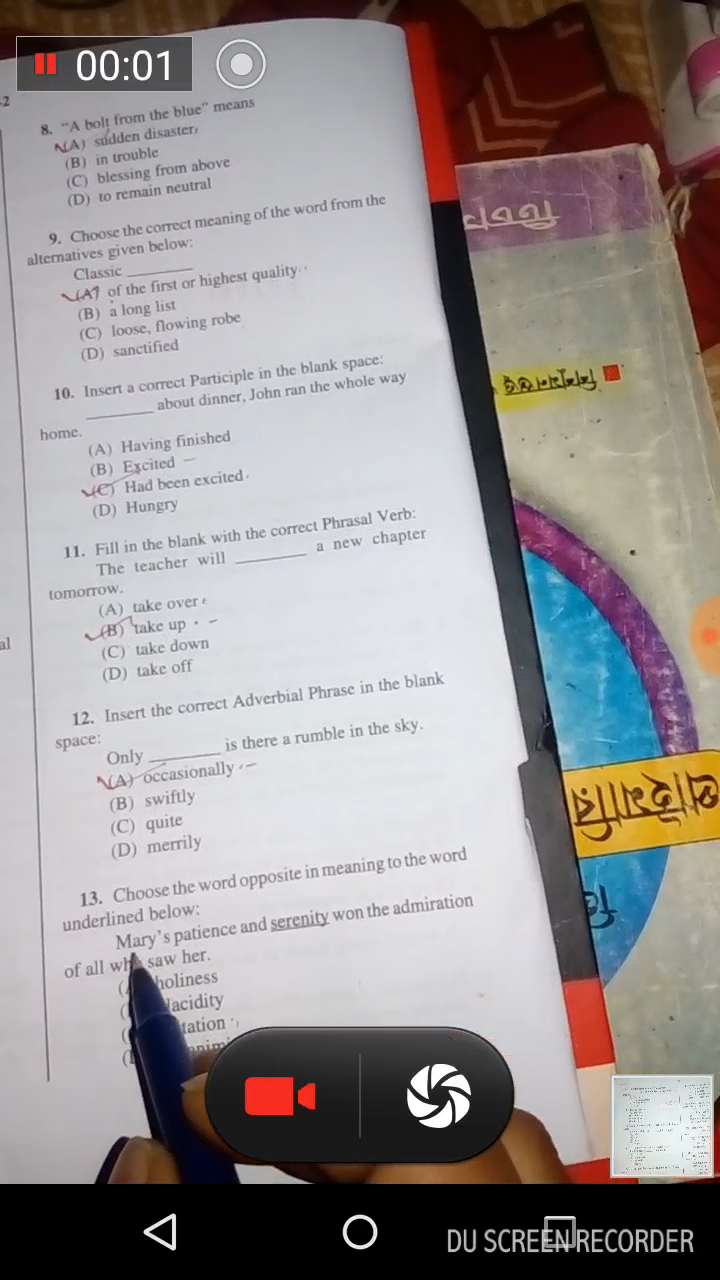 00:01
8. "A bolt from the blue" means
(A) sudden disaster
(B) in trouble
(C) blessing from above
(D) to remain neutral
9. Choose the correct meaning of the word from the
alternatives given below:
Classic ________
(A) of the first or highest quality.
(B) a long list
(C) loose, flowing robe
(D) sanctified
10. Insert a correct Participle in the blank space:
________ about dinner, John ran the whole way
home.
(A) Having finished
(B) Excited
(C) Had been excited
(D) Hungry
11. Fill in the blank with the correct Phrasal Verb:
The teacher will ________ a new chapter
tomorrow.
(A) take over
(B) take up
(C) take down
(D) take off
12. Insert the correct Adverbial Phrase in the blank
space:
Only ________ is there a rumble in the sky.
(A) occasionally
(B) swiftly
(C) quite
(D) merrily
13. Choose the word opposite in meaning to the word
underlined below:
Mary's patience and serenity won the admiration
of all who saw her.
holiness
প্রাইমারি
DU SCREEN RECORDER